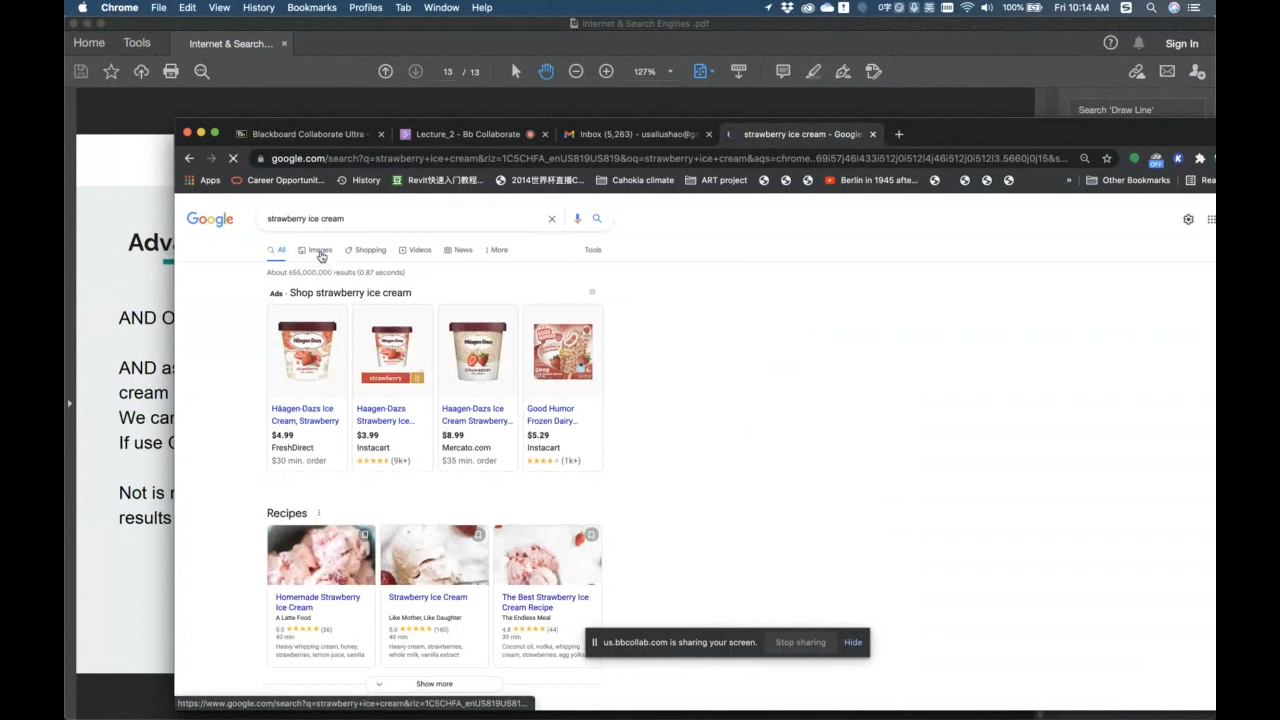 Chrome File Edit View History Bookmarks Profiles Tab Window Help 100% Fri 10:14 AM
Internet & Search Engines .pdf
Home Tools Internet & Search... × Sign In
13 / 13 127%
Search 'Draw Line'
Blackboard Collaborate Ultra - × Lecture_2 - Bb Collaborate × Inbox (5,263) - usaliushao@g × strawberry ice cream - Google × +
google.com/search?q=strawberry+ice+cream&rlz=1C5CHFA_enUS819US819&oq=strawberry+ice+cream&aqs=chrome..69i57j46i433i512j0i512l4j46i512j0i512l3.5660j0j15&s... OFF
Apps Career Opportunit... History Revit快速入门教程... 2014世界杯直播C... Cahokia climate ART project Berlin in 1945 afte... » Other Bookmarks Rea
Google strawberry ice cream
All Images Shopping Videos News More Tools
About 655,000,000 results (0.87 seconds)
Ads · Shop strawberry ice cream
Häagen-Dazs Ice Cream, Strawberry
$4.99
FreshDirect
$30 min. order
strawberry
Haagen-Dazs Strawberry Ice...
$3.99
Instacart
(9k+)
Haagen-Dazs Ice Cream Strawberry...
$8.99
Mercato.com
$35 min. order
Good Humor Frozen Dairy...
$5.29
Instacart
(1k+)
Recipes
Homemade Strawberry Ice Cream
A Latte Food
5.0 (56)
40 min
Heavy whipping cream, honey, strawberries, lemon juice, vanilla
Strawberry Ice Cream
Like Mother, Like Daughter
5.0 (160)
40 min
Heavy cream, strawberries, whole milk, vanilla extract
The Best Strawberry Ice Cream Recipe
The Endless Meal
4.8 (44)
30 min
Coconut oil, vodka, whipping cream, strawberries, egg yolks
Show more
us.bbcollab.com is sharing your screen. Stop sharing Hide
https://www.google.com/search?q=strawberry+ice+cream&rlz=1C5CHFA_enUS819US81...
Adv
AND O
AND as
cream
We can
If use
Not is
results